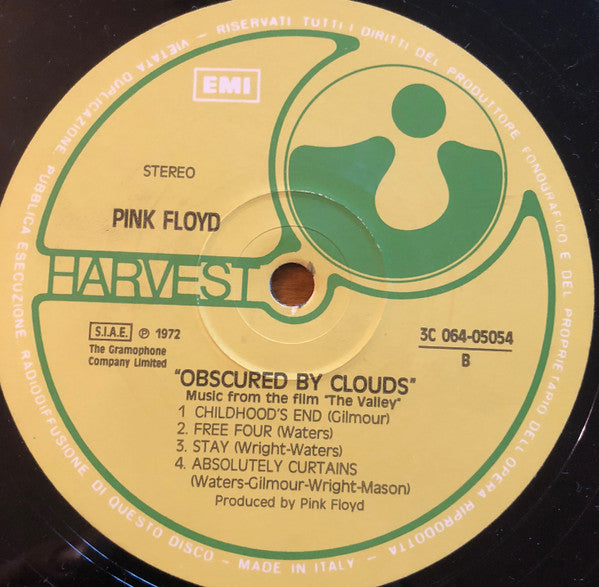 EMI
STEREO
PINK FLOYD
HARVEST
S.I.A.E. ℗ 1972
The Gramophone
Company Limited
3C 064-05054
B
"OBSCURED BY CLOUDS"
Music from the film "The Valley"
1 CHILDHOOD'S END (Gilmour)
2. FREE FOUR (Waters)
3. STAY (Wright-Waters)
4. ABSOLUTELY CURTAINS
(Waters-Gilmour-Wright-Mason)
Produced by Pink Floyd
RISERVATI TUTTI I DIRITTI DEL PRODUTTORE FONOGRAFICO E DEL PROPRIETARIO DELL'OPERA RIPRODOTTA - MADE IN ITALY - VIETATA DUPLICAZIONE PUBBLICA ESECUZIONE RADIODIFFUSIONE DI QUESTO DISCO -